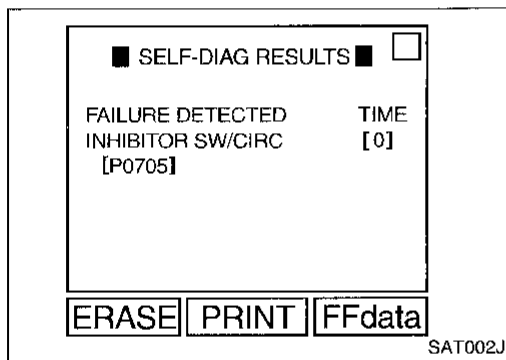 SELF-DIAG RESULTS
FAILURE DETECTED TIME
INHIBITOR SW/CIRC [0]
[P0705]
ERASE PRINT FFdata
SAT002J